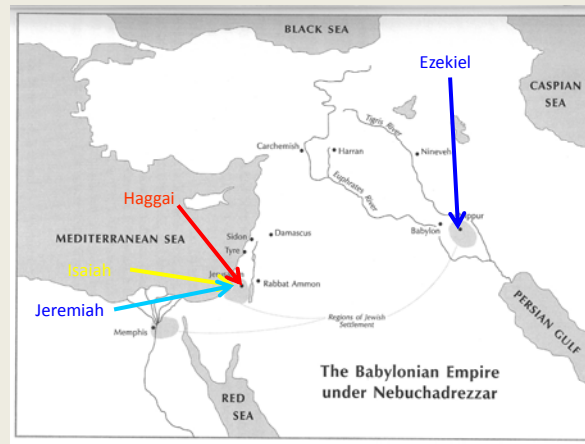 BLACK SEA
Ezekiel
CASPIAN
SEA
Tigris River
Carchemish
Harran
Nineveh
Euphrates River
Haggai
MEDITERRANEAN SEA
Sidon
Damascus
Tyre
Babylon
Isaiah
Rabbat Ammon
Jeremiah
Memphis
Regions of Jewish
Settlement
PERSIAN GULF
RED
SEA
The Babylonian Empire
under Nebuchadrezzar